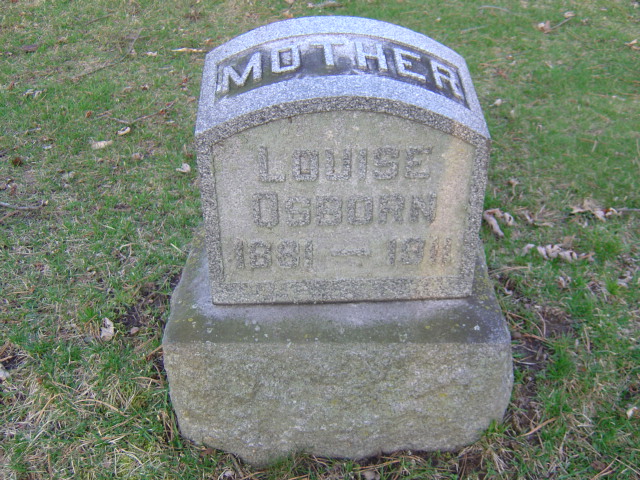 MOTHER
LOUISE
OSBORN
1881 — 1911